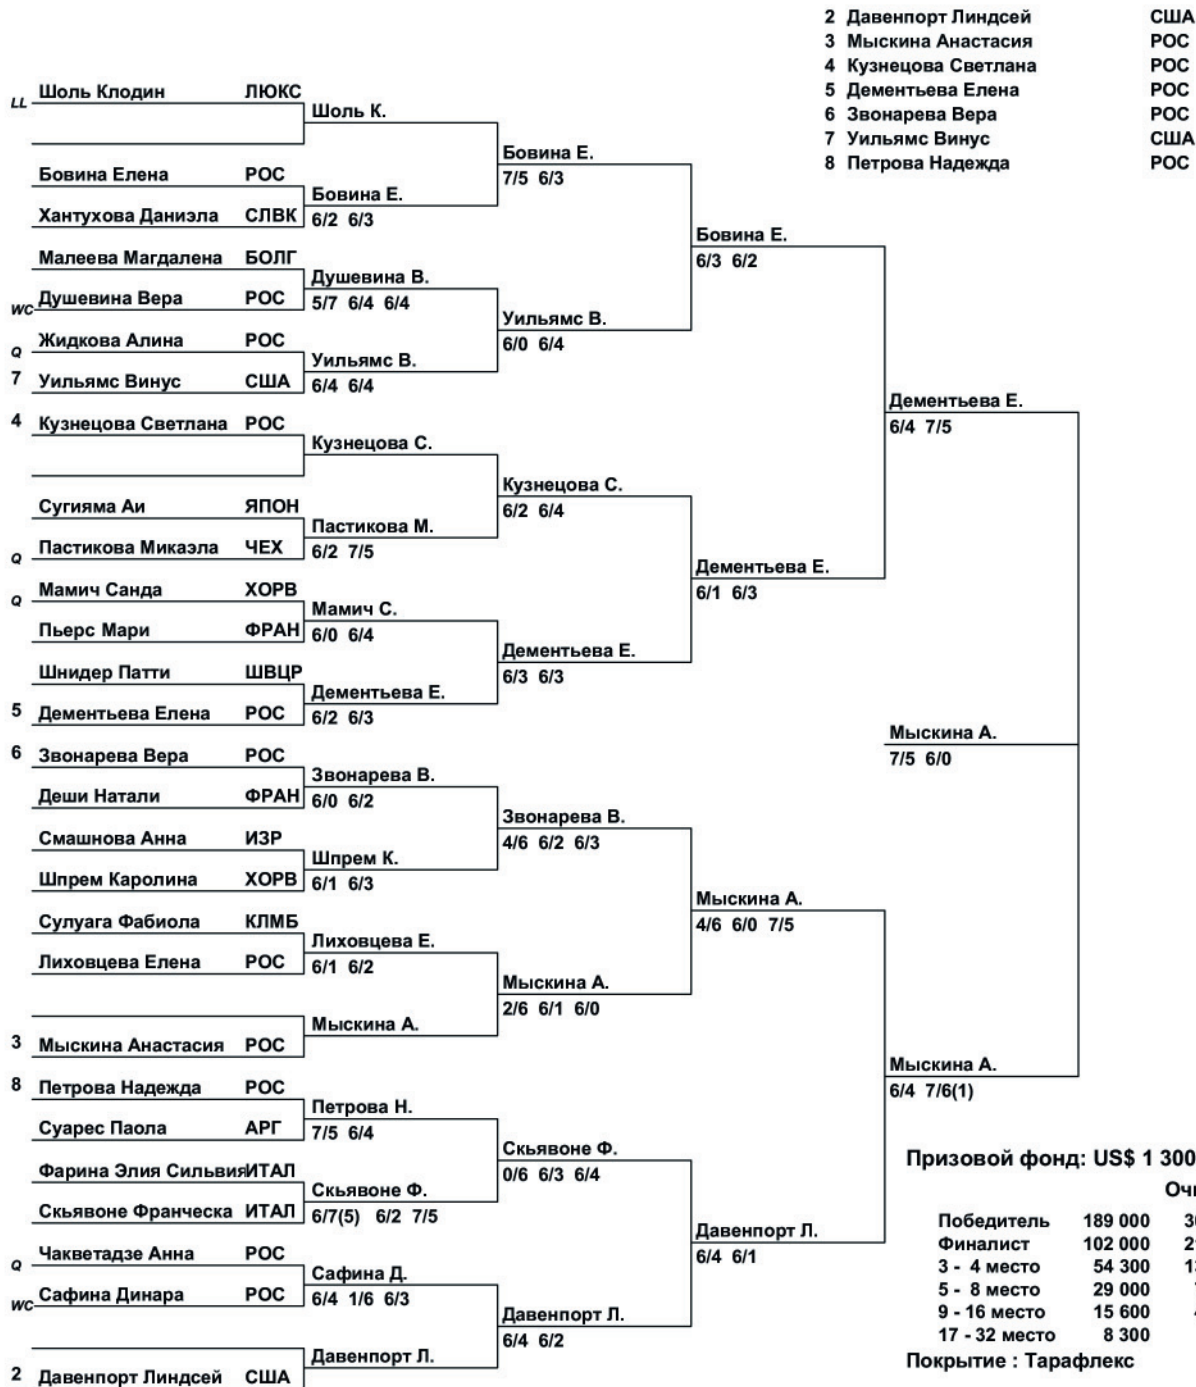 2 Давенпорт Линдсей США
3 Мыскина Анастасия РОС
4 Кузнецова Светлана РОС
5 Дементьева Елена РОС
6 Звонарева Вера РОС
7 Уильямс Винус США
8 Петрова Надежда РОС
LL Шоль Клодин ЛЮКС
Шоль К.
Бовина Е.
7/5 6/3
Бовина Елена РОС
Бовина Е.
Хантухова Даниэла СЛВК
6/2 6/3
Бовина Е.
6/3 6/2
Малеева Магдалена БОЛГ
Душевина В.
WC Душевина Вера РОС
5/7 6/4 6/4
Уильямс В.
6/0 6/4
Q Жидкова Алина РОС
Уильямс В.
7 Уильямс Винус США
6/4 6/4
Дементьева Е.
6/4 7/5
4 Кузнецова Светлана РОС
Кузнецова С.
Кузнецова С.
6/2 6/4
Сугияма Аи ЯПОН
Пастикова М.
Q Пастикова Микаэла ЧЕХ
6/2 7/5
Дементьева Е.
6/1 6/3
Q Мамич Санда ХОРВ
Мамич С.
Пьерс Мари ФРАН
6/0 6/4
Дементьева Е.
6/3 6/3
Шнидер Патти ШВЦР
Дементьева Е.
5 Дементьева Елена РОС
6/2 6/3
Мыскина А.
7/5 6/0
6 Звонарева Вера РОС
Звонарева В.
Деши Натали ФРАН
6/0 6/2
Звонарева В.
4/6 6/2 6/3
Смашнова Анна ИЗР
Шпрем К.
Шпрем Каролина ХОРВ
6/1 6/3
Мыскина А.
4/6 6/0 7/5
Сулуага Фабиола КЛМБ
Лиховцева Е.
Лиховцева Елена РОС
6/1 6/2
Мыскина А.
2/6 6/1 6/0
Мыскина А.
3 Мыскина Анастасия РОС
Мыскина А.
6/4 7/6(1)
8 Петрова Надежда РОС
Петрова Н.
Суарес Паола АРГ
7/5 6/4
Скьявоне Ф.
0/6 6/3 6/4
Фарина Элия Сильвия ИТАЛ
Скьявоне Ф.
Скьявоне Франческа ИТАЛ
6/7(5) 6/2 7/5
Давенпорт Л.
6/4 6/1
Q Чакветадзе Анна РОС
Сафина Д.
WC Сафина Динара РОС
6/4 1/6 6/3
Давенпорт Л.
6/4 6/2
Давенпорт Л.
2 Давенпорт Линдсей США
Призовой фонд: US$ 1 300
Победитель 189 000
Финалист 102 000
3 - 4 место 54 300
5 - 8 место 29 000
9 - 16 место 15 600
17 - 32 место 8 300
Покрытие : Тарафлекс